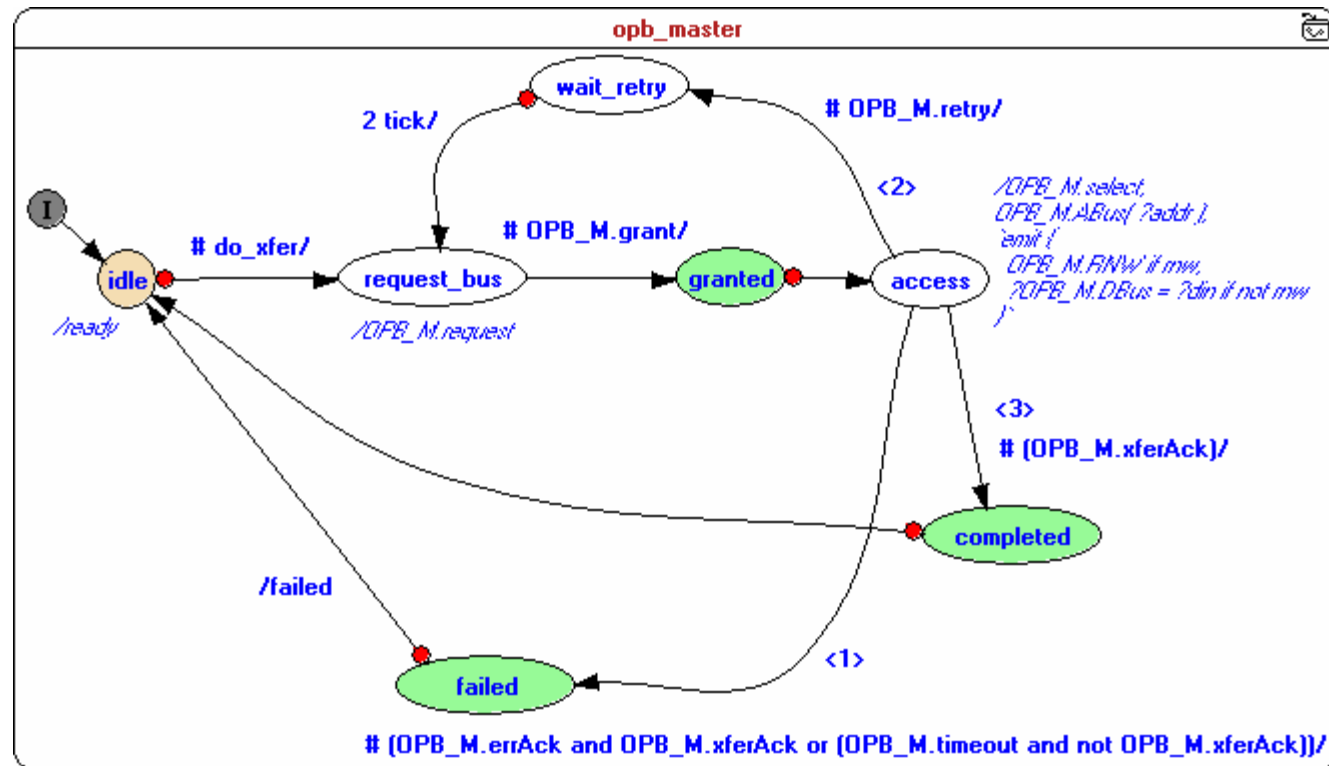 opb_master
wait_retry
2 tick/
# OPB_M.retry/
<2>
/OPB_M.select,
OPB_M.ABus( ?addr ),
`emit {
OPB_M.RNW if rnw,
?OPB_M.DBus = ?din if not rnw
}`
I
# do_xfer/
# OPB_M.grant/
idle
request_bus
granted
access
/ready
/OPB_M.request
<3>
# (OPB_M.xferAck)/
completed
/failed
<1>
failed
# (OPB_M.errAck and OPB_M.xferAck or (OPB_M.timeout and not OPB_M.xferAck))/